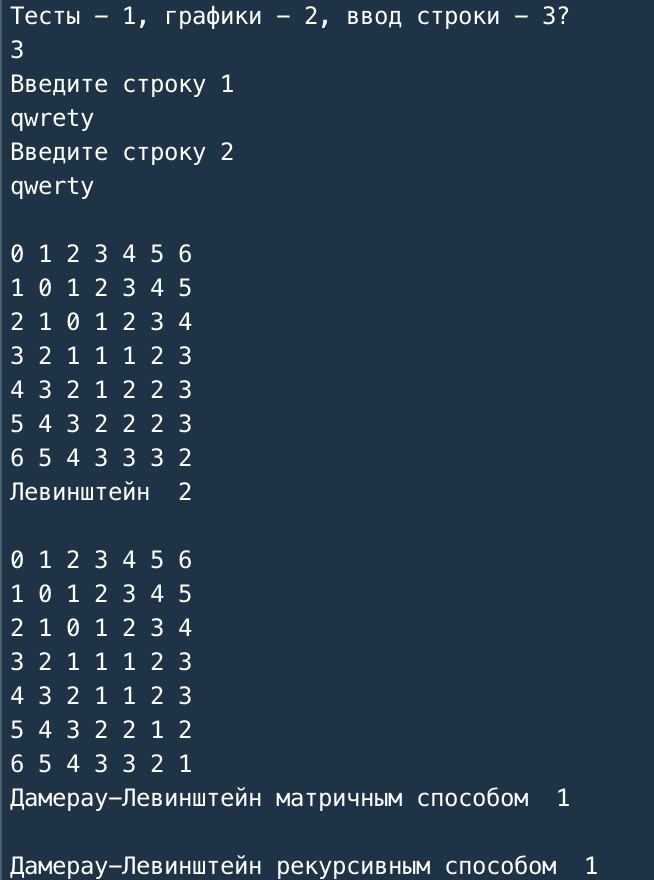 Тесты – 1, графики – 2, ввод строки – 3?
3
Введите строку 1
qwrety
Введите строку 2
qwerty
0 1 2 3 4 5 6
1 0 1 2 3 4 5
2 1 0 1 2 3 4
3 2 1 1 1 2 3
4 3 2 1 2 2 3
5 4 3 2 2 2 3
6 5 4 3 3 3 2
Левинштейн  2
0 1 2 3 4 5 6
1 0 1 2 3 4 5
2 1 0 1 2 3 4
3 2 1 1 1 2 3
4 3 2 1 1 2 3
5 4 3 2 2 1 2
6 5 4 3 3 2 1
Дамерау–Левинштейн матричным способом  1
Дамерау–Левинштейн рекурсивным способом  1